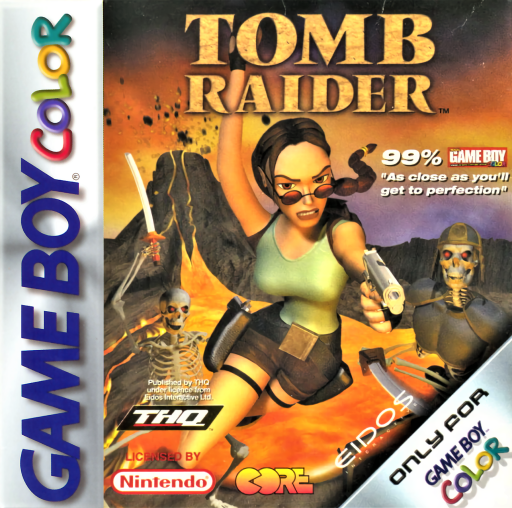 GAME BOY COLOR
®
TOMB
RAIDER
™
99% GAME BOY
"As close as you'll
get to perfection"
Published by THQ
under licence from
Eidos Interactive Ltd.
THQ
LICENSED BY
Nintendo
CORE
EIDOS
ONLY FOR
GAME BOY
COLOR